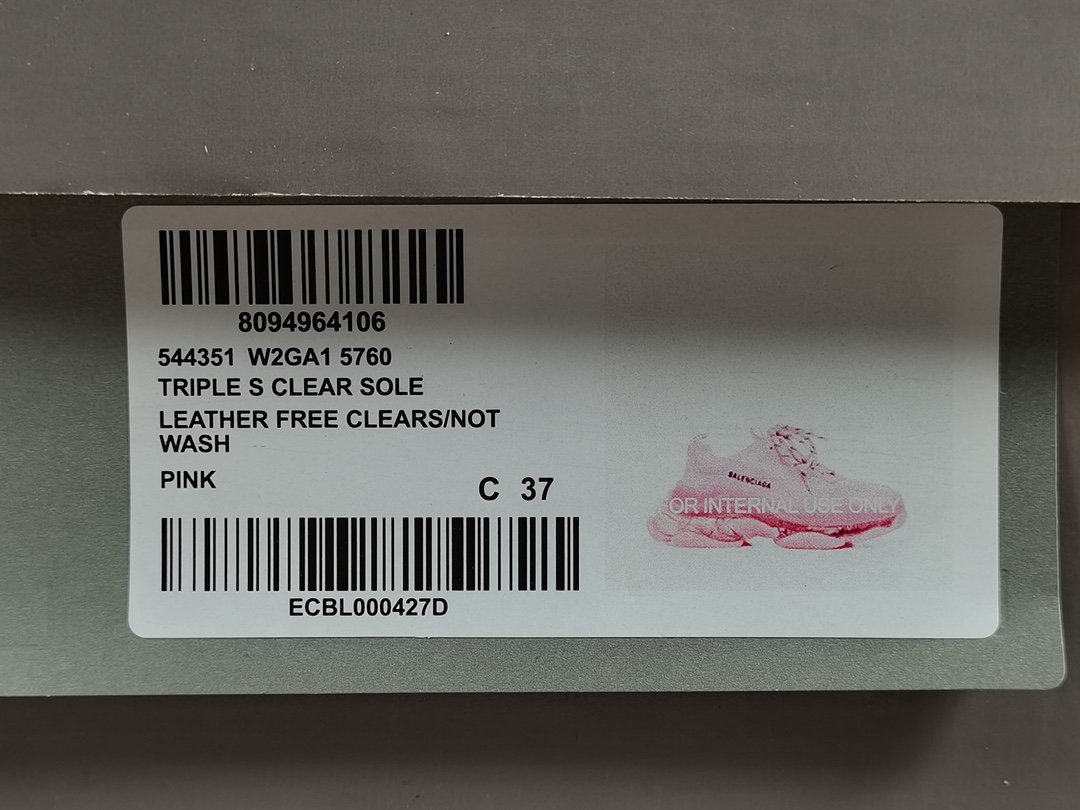 8094964106
544351 W2GA1 5760
TRIPLE S CLEAR SOLE
LEATHER FREE CLEARS/NOT
WASH
PINK
C 37
BALENCIAGA
FOR INTERNAL USE ONLY
ECBL000427D